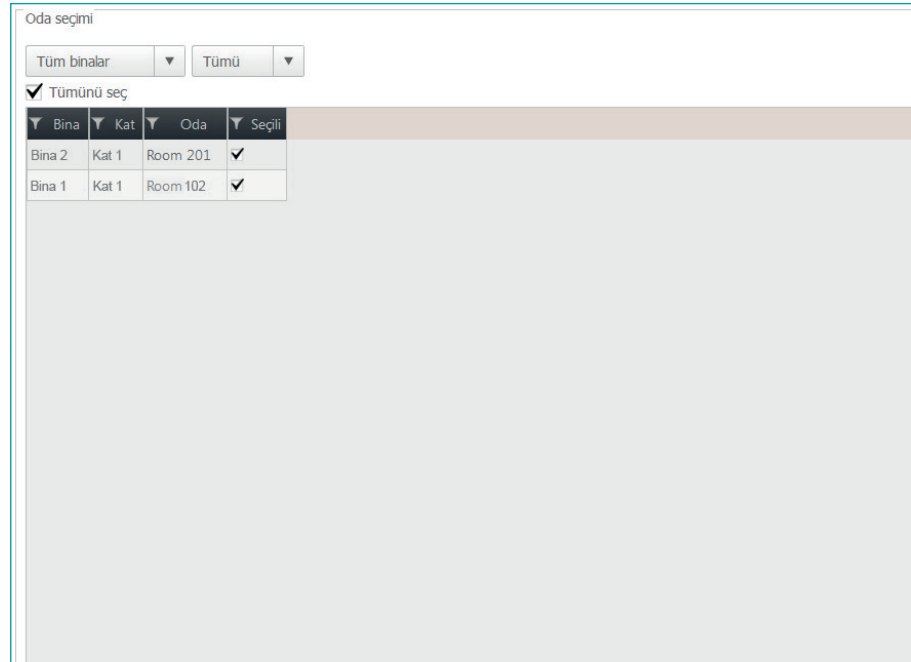 Oda seçimi
Tüm binalar Tümü
Tümünü seç
Bina Kat Oda Seçili
Bina 2 Kat 1 Room 201
Bina 1 Kat 1 Room 102